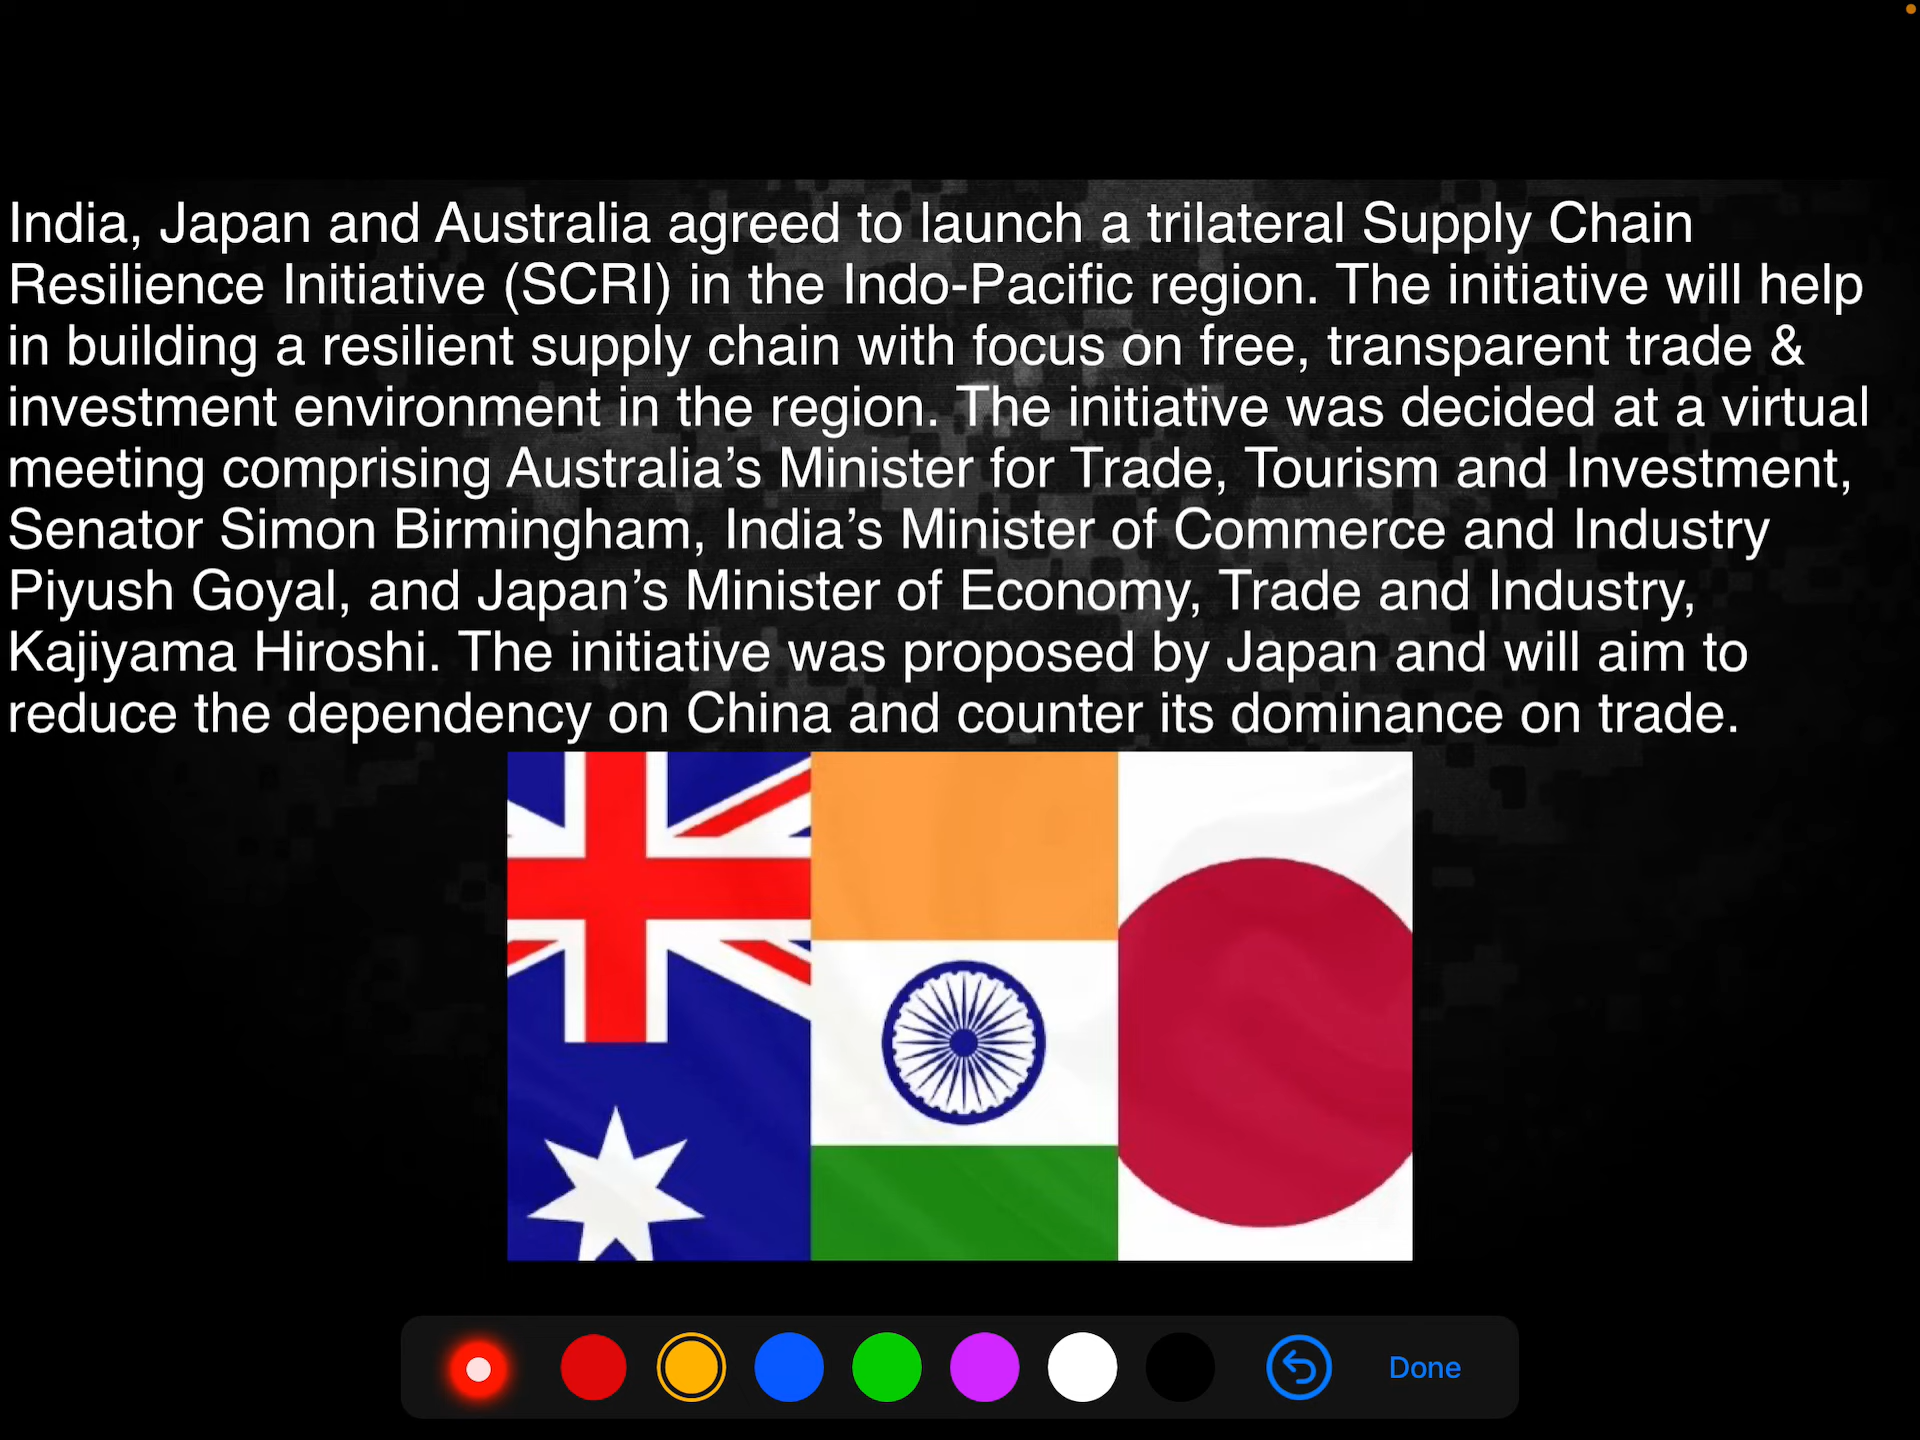 India, Japan and Australia agreed to launch a trilateral Supply Chain
Resilience Initiative (SCRI) in the Indo-Pacific region. The initiative will help
in building a resilient supply chain with focus on free, transparent trade &
investment environment in the region. The initiative was decided at a virtual
meeting comprising Australia’s Minister for Trade, Tourism and Investment,
Senator Simon Birmingham, India’s Minister of Commerce and Industry
Piyush Goyal, and Japan’s Minister of Economy, Trade and Industry,
Kajiyama Hiroshi. The initiative was proposed by Japan and will aim to
reduce the dependency on China and counter its dominance on trade.
Done